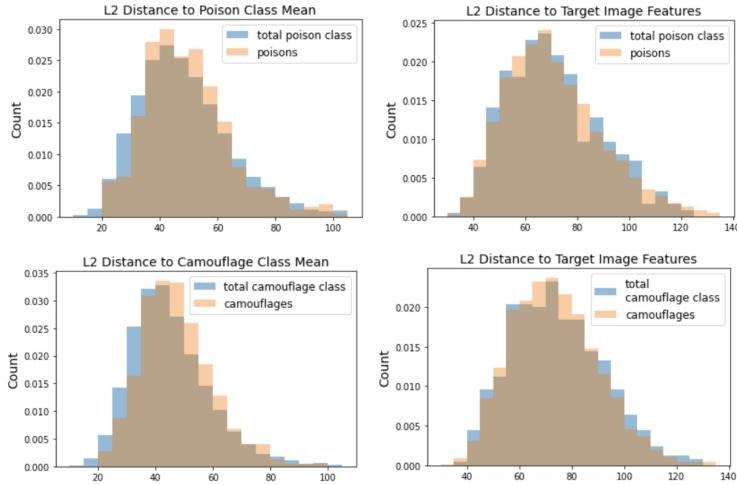 L2 Distance to Poison Class Mean
total poison class
poisons
Count
0.030
0.025
0.020
0.015
0.010
0.005
0.000
20 40 60 80 100
L2 Distance to Target Image Features
total poison class
poisons
Count
0.025
0.020
0.015
0.010
0.005
0.000
40 60 80 100 120 140
L2 Distance to Camouflage Class Mean
total camouflage class
camouflages
Count
0.035
0.030
0.025
0.020
0.015
0.010
0.005
0.000
20 40 60 80 100
L2 Distance to Target Image Features
total
camouflage class
camouflages
Count
0.020
0.015
0.010
0.005
0.000
40 60 80 100 120 140